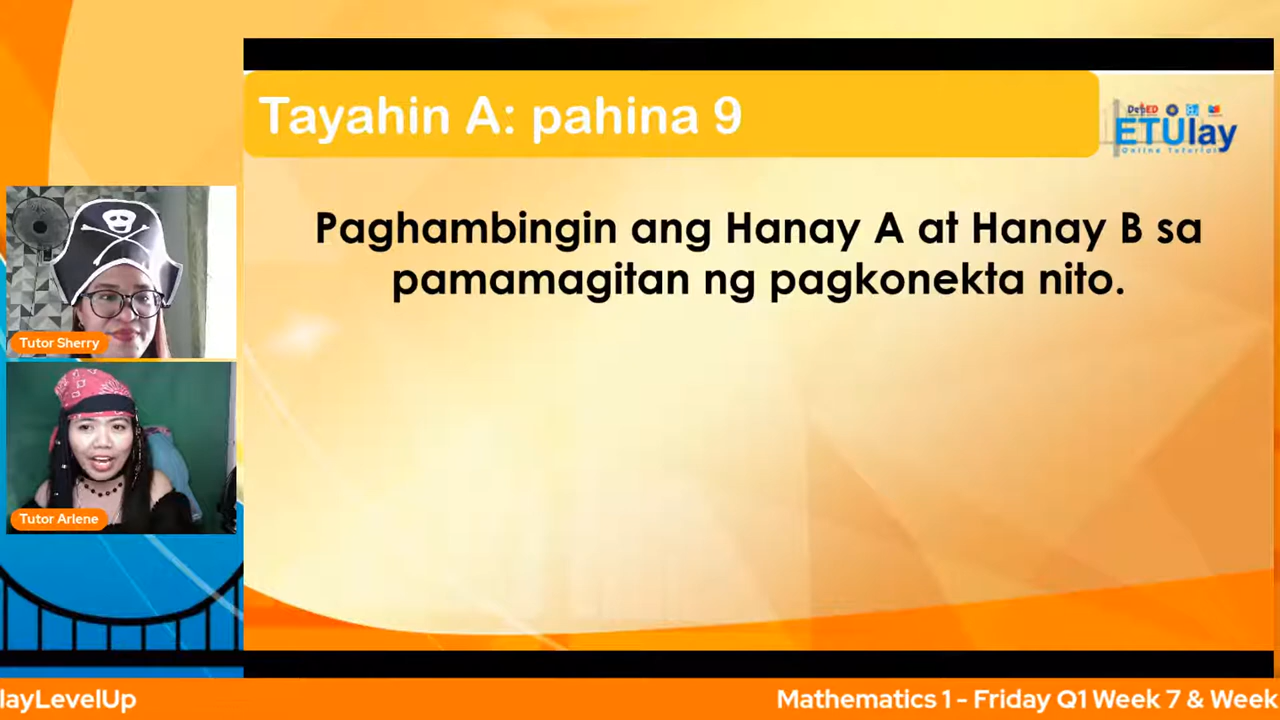 Tayahin A: pahina 9
DepED
ETUlay
Online Tutorial
Paghambingin ang Hanay A at Hanay B sa
pamamagitan ng pagkonekta nito.
Tutor Sherry
Tutor Arlene
layLevelUp
Mathematics 1 - Friday Q1 Week 7 & Week